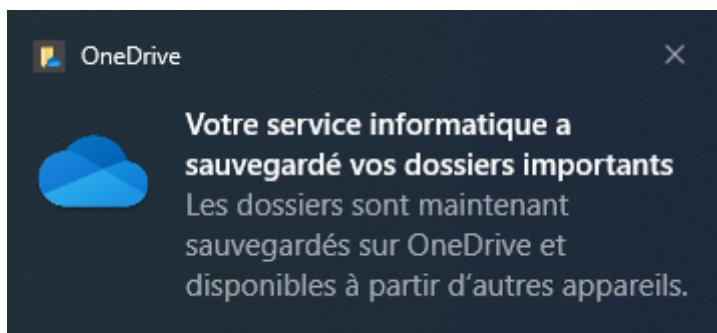 OneDrive
Votre service informatique a
sauvegardé vos dossiers importants
Les dossiers sont maintenant
sauvegardés sur OneDrive et
disponibles à partir d'autres appareils.